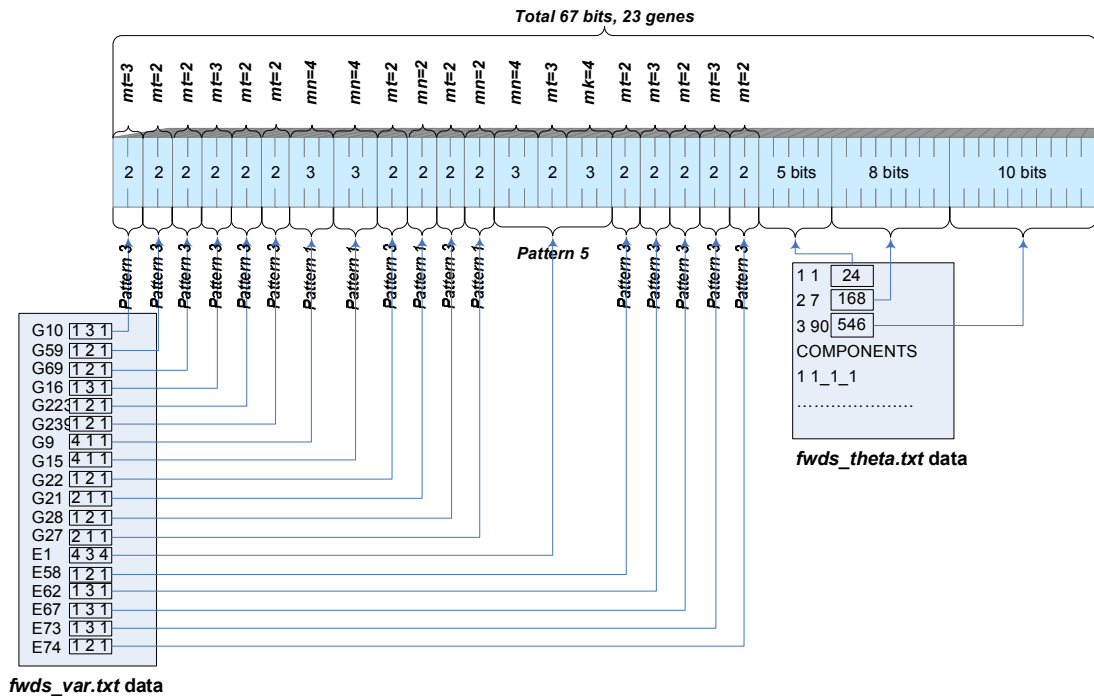 Total 67 bits, 23 genes
mt=3 mt=2 mt=2 mt=3 mt=2 mt=2 mn=4 mn=4 mt=2 mn=2 mt=2 mn=2 mn=4 mt=3 mk=4 mt=2 mt=3 mt=2 mt=3 mt=2
2 2 2 2 2 2 3 3 2 2 2 2 3 2 3 2 2 2 2 2 5 bits 8 bits 10 bits
Pattern 3 Pattern 3 Pattern 3 Pattern 3 Pattern 3 Pattern 3 Pattern 1 Pattern 1 Pattern 3 Pattern 1 Pattern 3 Pattern 1 Pattern 5 Pattern 3 Pattern 3 Pattern 3 Pattern 3 Pattern 3
G10 1 3 1
G59 1 2 1
G69 1 2 1
G16 1 3 1
G223 1 2 1
G239 1 2 1
G9 4 1 1
G15 4 1 1
G22 1 2 1
G21 2 1 1
G28 1 2 1
G27 2 1 1
E1 4 3 4
E58 1 2 1
E62 1 3 1
E67 1 3 1
E73 1 3 1
E74 1 2 1
fwds_var.txt data
1 1 24
2 7 168
3 90 546
COMPONENTS
1 1_1_1
.....................
fwds_theta.txt data